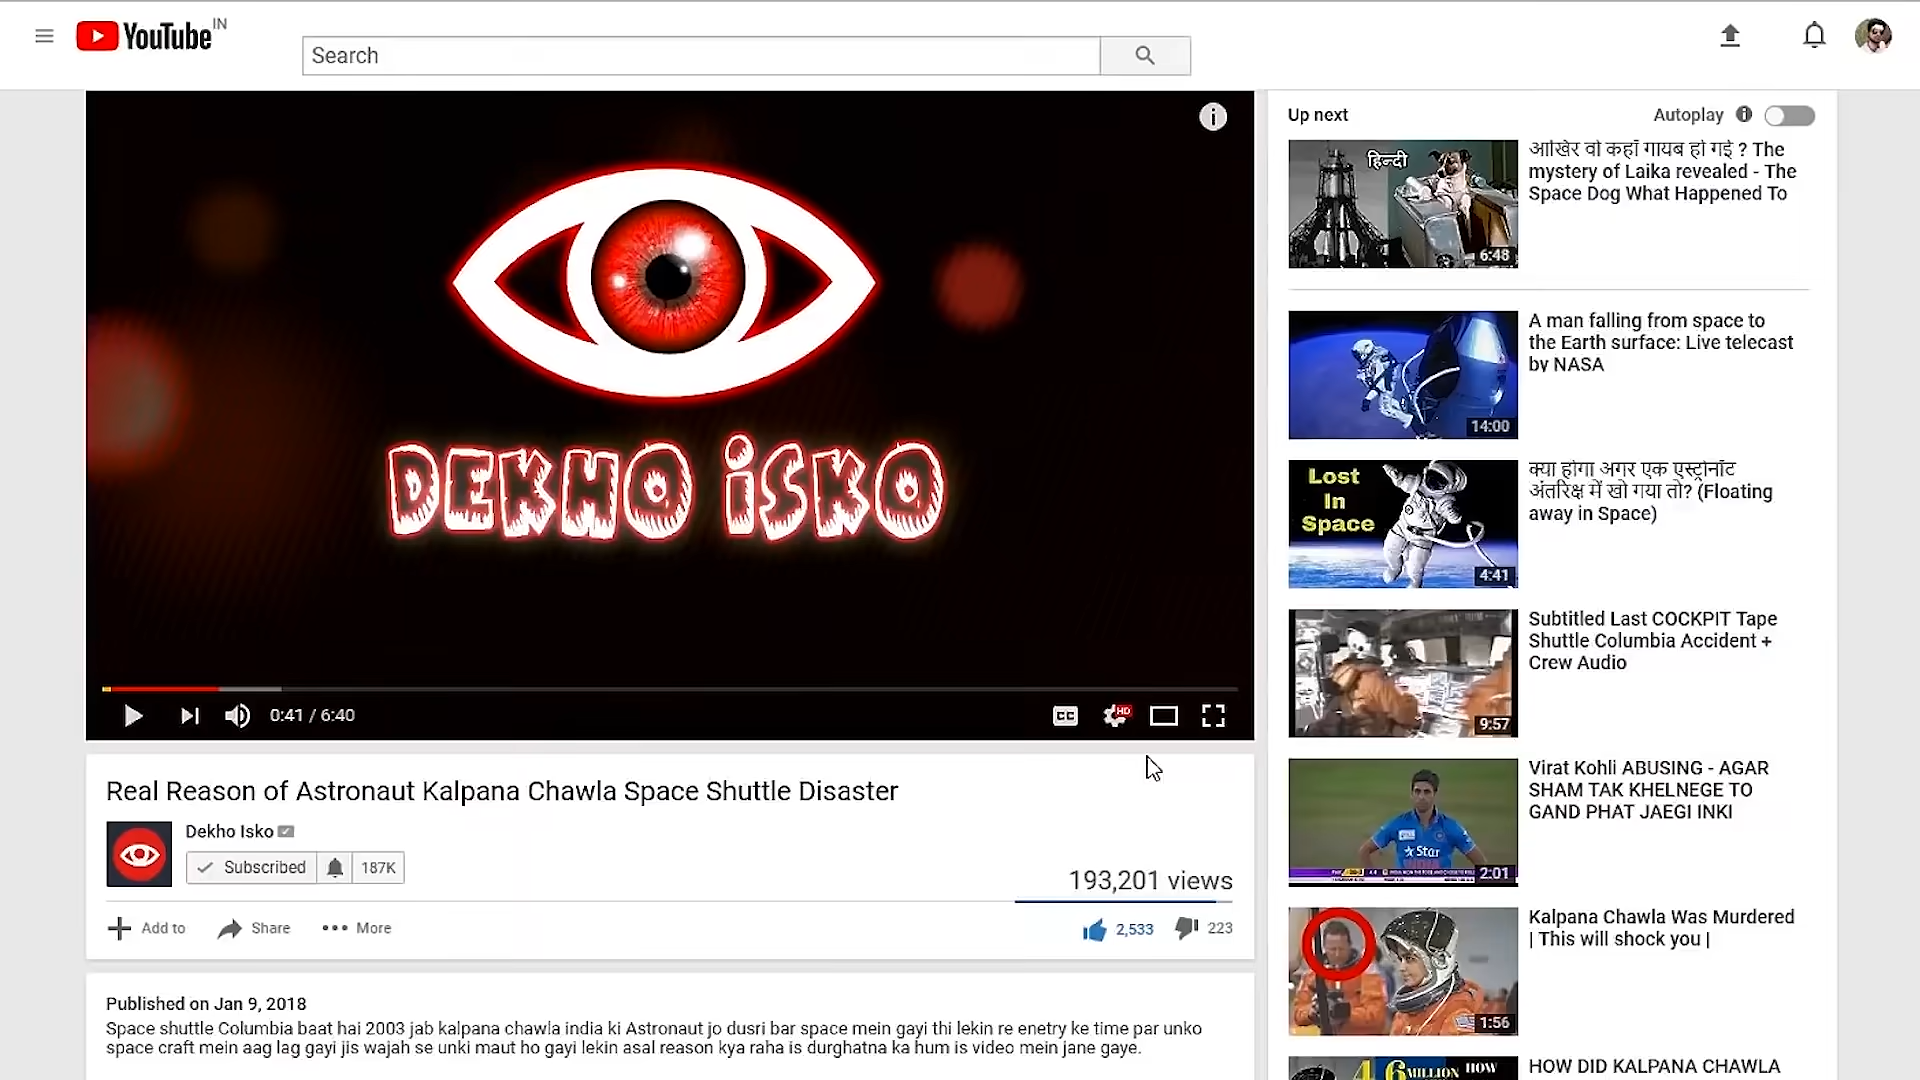 YouTube IN
Search
DEKHO iSKO
0:41 / 6:40
CC
HD
Real Reason of Astronaut Kalpana Chawla Space Shuttle Disaster
Dekho Isko
Subscribed
187K
193,201 views
Add to
Share
More
2,533
223
Published on Jan 9, 2018
Space shuttle Columbia baat hai 2003 jab kalpana chawla india ki Astronaut jo dusri bar space mein gayi thi lekin re enetry ke time par unko
space craft mein aag lag gayi jis wajah se unki maut ho gayi lekin asal reason kya raha is durghatna ka hum is video mein jane gaye.
Up next
Autoplay
हिन्दी
6:48
आखिर वो कहाँ गायब हो गई ? The
mystery of Laika revealed - The
Space Dog What Happened To
14:00
A man falling from space to
the Earth surface: Live telecast
by NASA
Lost
In
Space
4:41
क्या होगा अगर एक एस्ट्रोनॉट
अंतरिक्ष में खो गया तो? (Floating
away in Space)
9:57
Subtitled Last COCKPIT Tape
Shuttle Columbia Accident +
Crew Audio
Star
INDIA
2:01
Virat Kohli ABUSING - AGAR
SHAM TAK KHELNEGE TO
GAND PHAT JAEGI INKI
1:56
Kalpana Chawla Was Murdered
| This will shock you |
4.6 MILLION HOW
HOW DID KALPANA CHAWLA